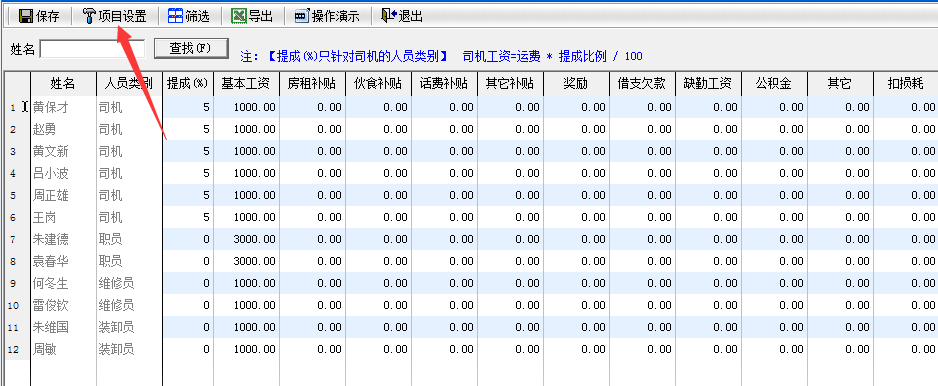 保存 项目设置 筛选 导出 操作演示 退出
姓名 查找(F) 注：【提成(%)只针对司机的人员类别】 司机工资=运费 * 提成比例 / 100
姓名 人员类别 提成(%) 基本工资 房租补贴 伙食补贴 话费补贴 其它补贴 奖励 借支欠款 缺勤工资 公积金 其它 扣损耗
1 黄保才 司机 5 1000.00 0.00 0.00 0.00 0.00 0.00 0.00 0.00 0.00 0.00 0.00
2 赵勇 司机 5 1000.00 0.00 0.00 0.00 0.00 0.00 0.00 0.00 0.00 0.00 0.00
3 黄文新 司机 5 1000.00 0.00 0.00 0.00 0.00 0.00 0.00 0.00 0.00 0.00 0.00
4 吕小波 司机 5 1000.00 0.00 0.00 0.00 0.00 0.00 0.00 0.00 0.00 0.00 0.00
5 周正雄 司机 5 1000.00 0.00 0.00 0.00 0.00 0.00 0.00 0.00 0.00 0.00 0.00
6 王岗 司机 5 1000.00 0.00 0.00 0.00 0.00 0.00 0.00 0.00 0.00 0.00 0.00
7 朱建德 职员 0 3000.00 0.00 0.00 0.00 0.00 0.00 0.00 0.00 0.00 0.00 0.00
8 袁春华 职员 0 3000.00 0.00 0.00 0.00 0.00 0.00 0.00 0.00 0.00 0.00 0.00
9 何冬生 维修员 0 1000.00 0.00 0.00 0.00 0.00 0.00 0.00 0.00 0.00 0.00 0.00
10 雷俊钦 维修员 0 1000.00 0.00 0.00 0.00 0.00 0.00 0.00 0.00 0.00 0.00 0.00
11 朱维国 装卸员 0 1000.00 0.00 0.00 0.00 0.00 0.00 0.00 0.00 0.00 0.00 0.00
12 周敏 装卸员 0 1000.00 0.00 0.00 0.00 0.00 0.00 0.00 0.00 0.00 0.00 0.00